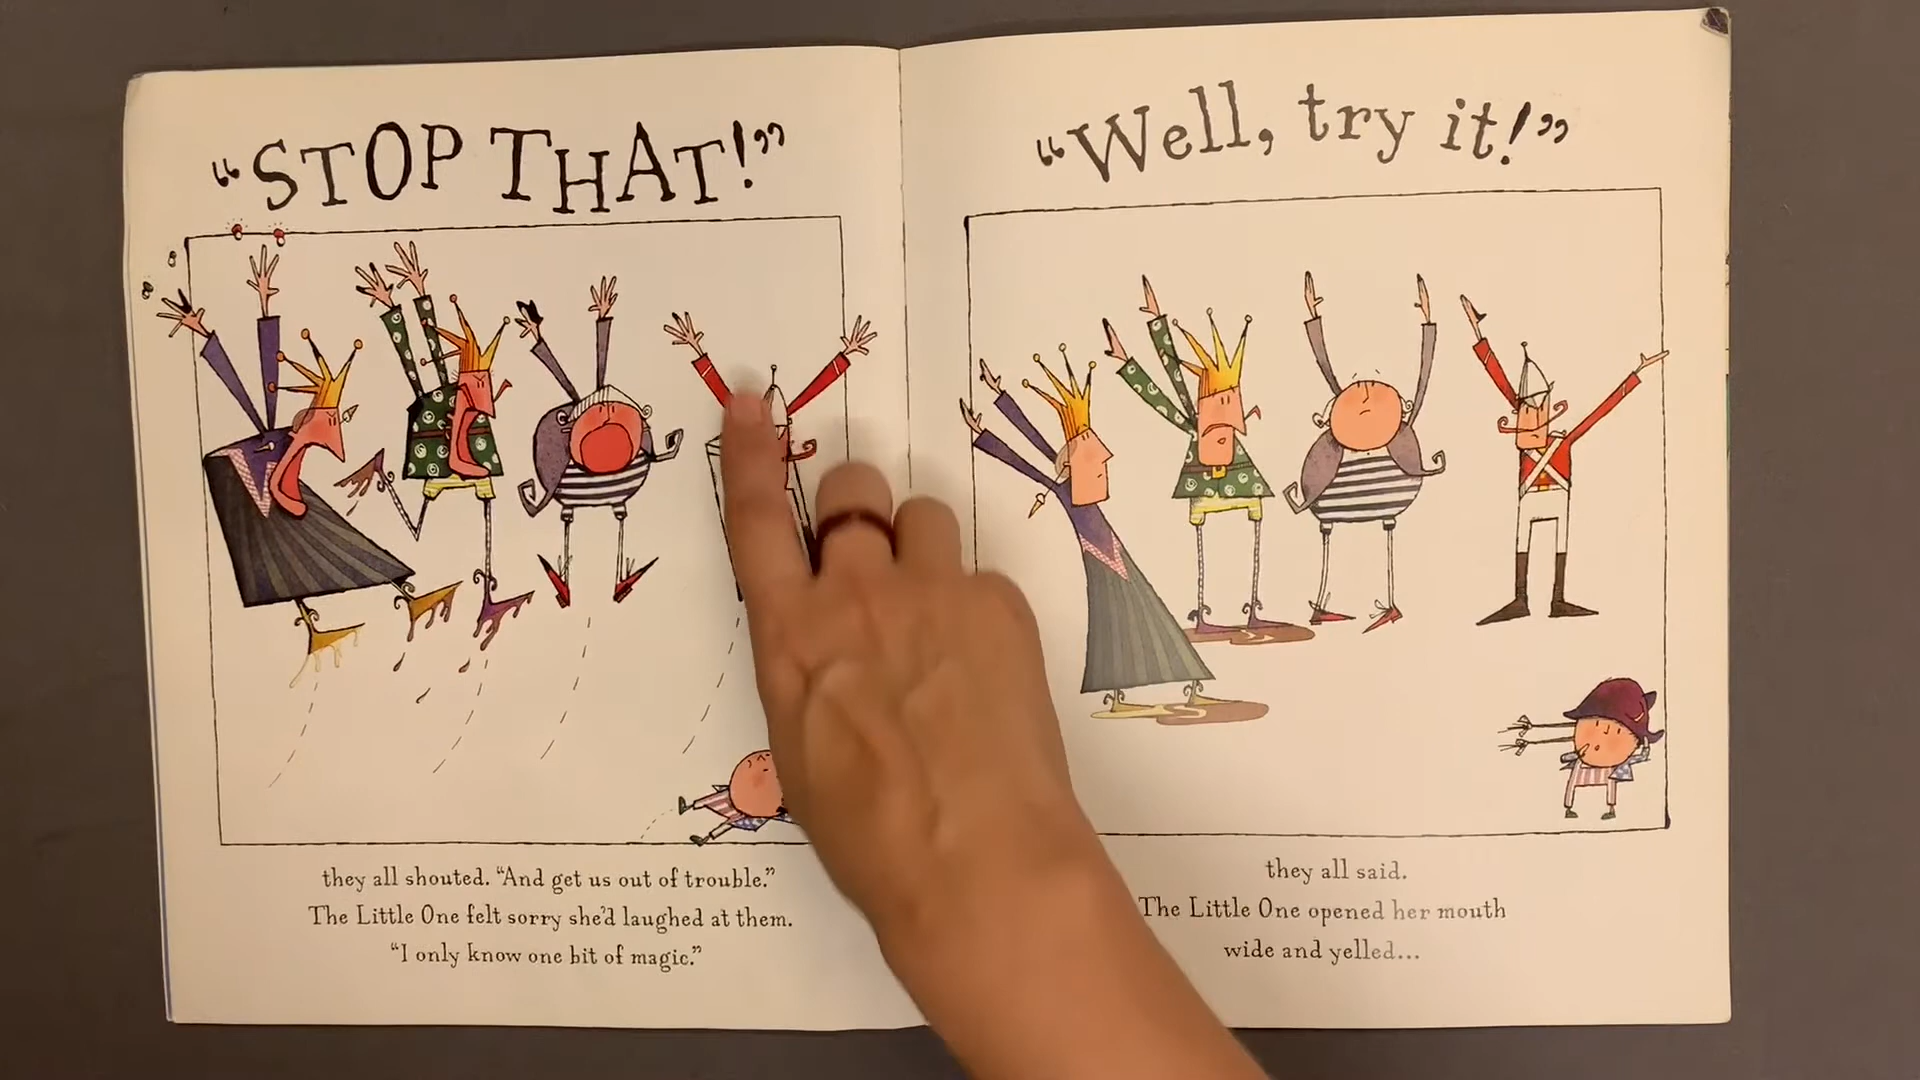 “STOP THAT!”
they all shouted. “And get us out of trouble.”
The Little One felt sorry she’d laughed at them.
“I only know one bit of magic.”
“Well, try it!”
they all said.
The Little One opened her mouth
wide and yelled...